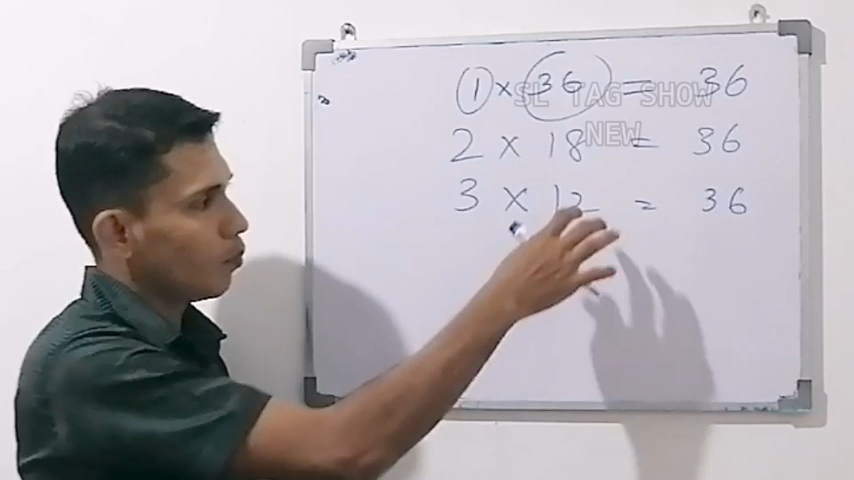 1 × 36 = 36
SL TAG SHOW
NEW
2 × 18 = 36
3 × 12 = 36